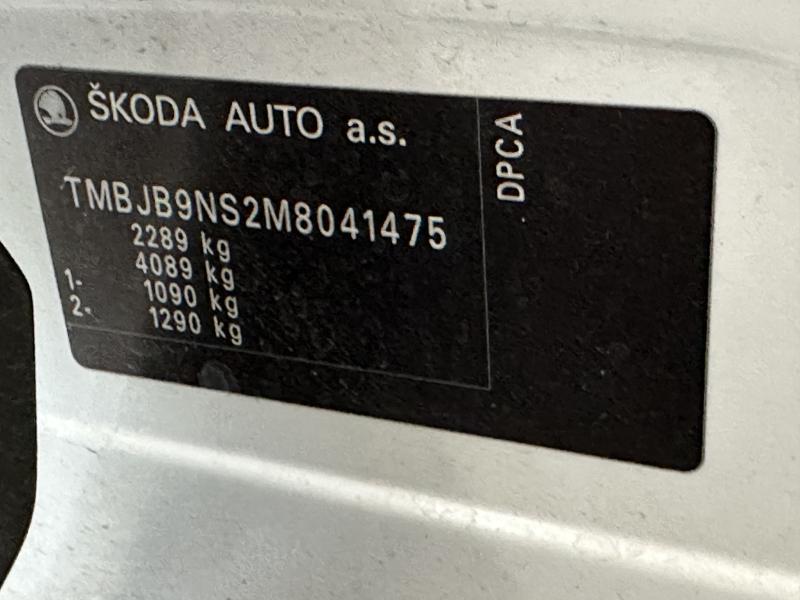 ŠKODA AUTO a.s.
DPCA
TMBJB9NS2M8041475
2289 kg
4089 kg
1- 1090 kg
2- 1290 kg